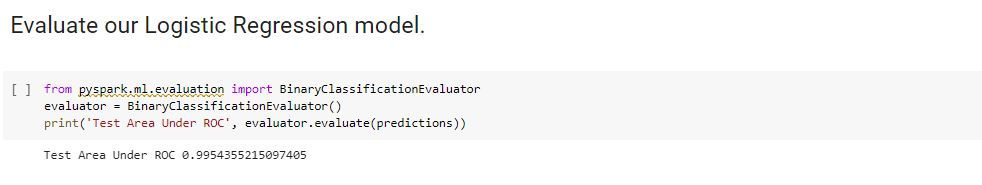 Evaluate our Logistic Regression model.
[ ] from pyspark.ml.evaluation import BinaryClassificationEvaluator
evaluator = BinaryClassificationEvaluator()
print('Test Area Under ROC', evaluator.evaluate(predictions))
Test Area Under ROC 0.9954355215097405